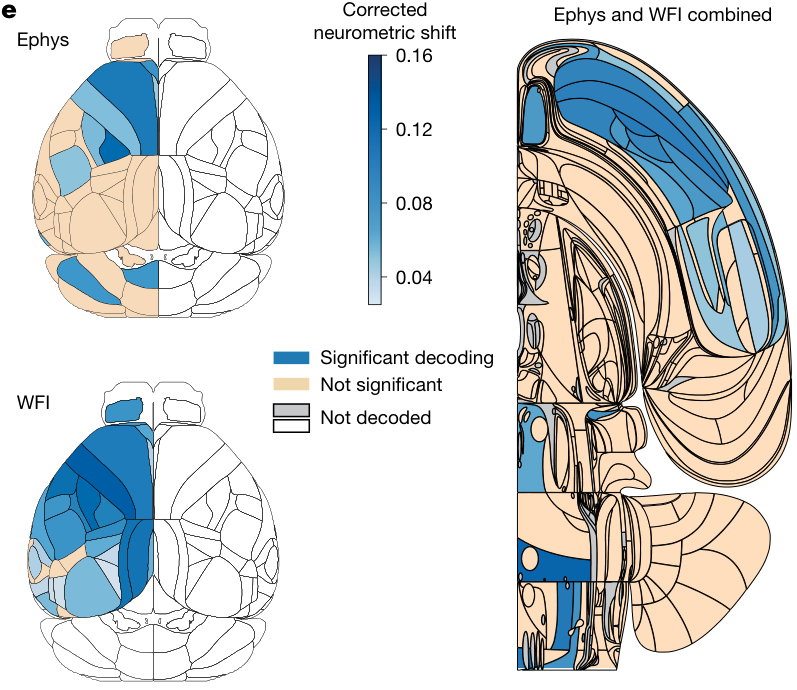 e
Ephys
Corrected
neurometric shift
0.16
0.12
0.08
0.04
Ephys and WFI combined
Significant decoding
Not significant
Not decoded
WFI